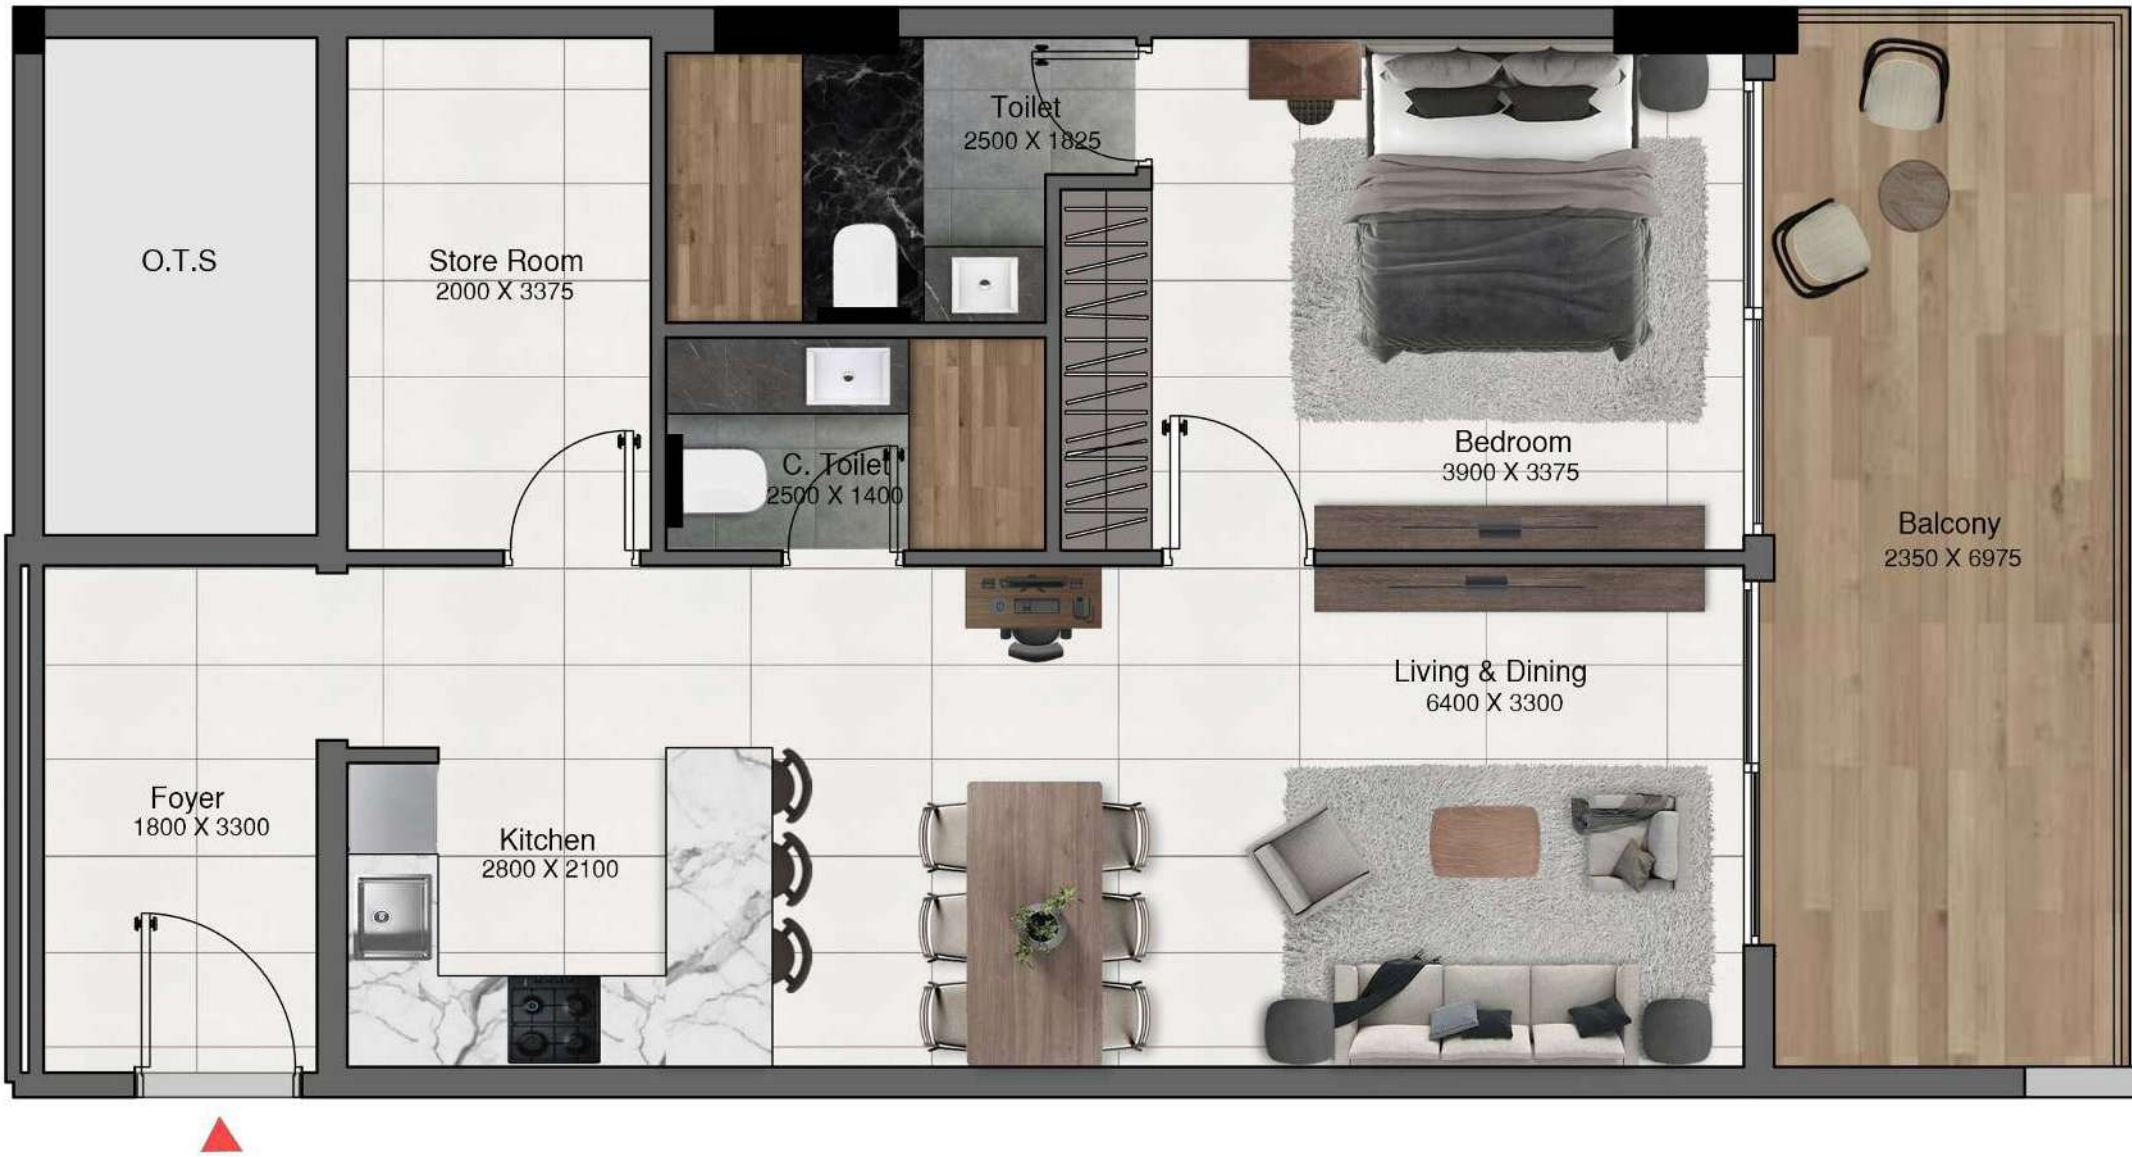 O.T.S
Store Room
2000 X 3375
Toilet
2500 X 1825
C. Toilet
2500 X 1400
Bedroom
3900 X 3375
Balcony
2350 X 6975
Living & Dining
6400 X 3300
Foyer
1800 X 3300
Kitchen
2800 X 2100